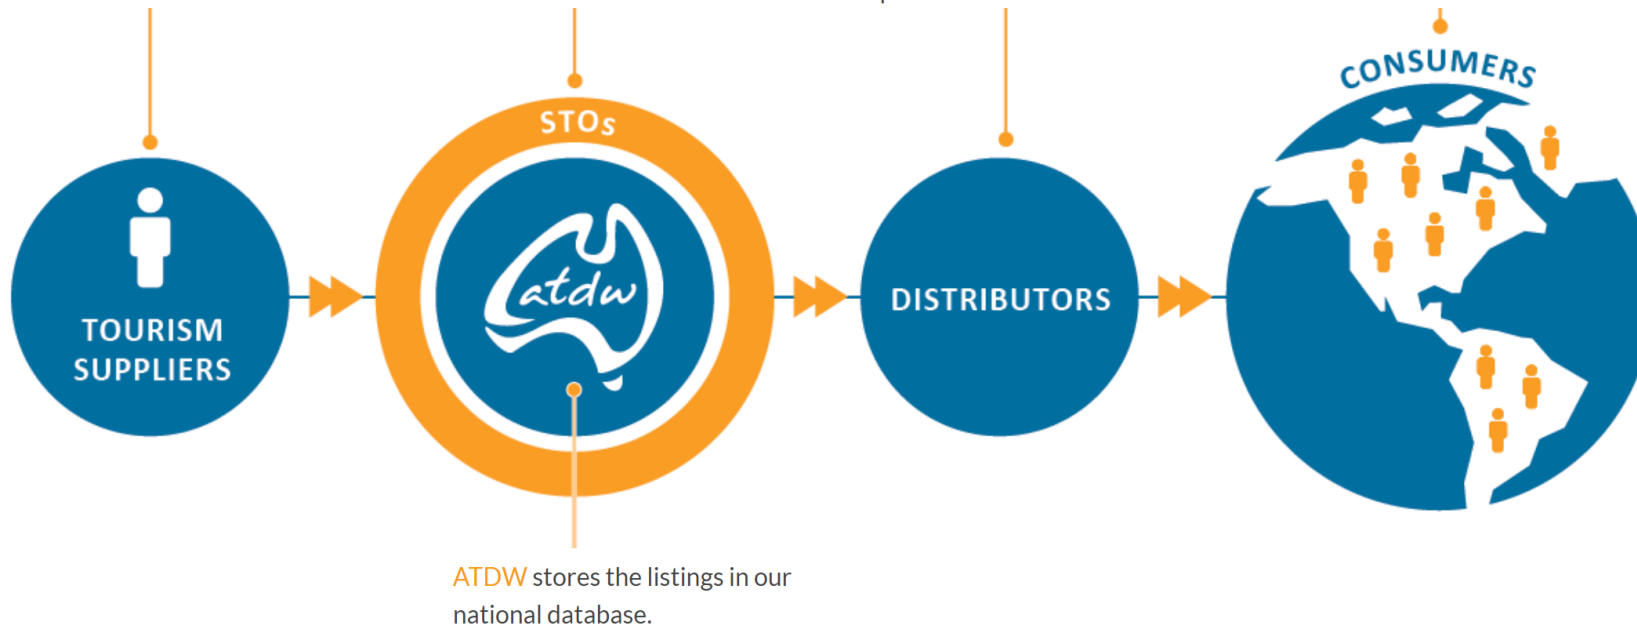 CONSUMERS
STOs
atdw
DISTRIBUTORS
TOURISM
SUPPLIERS
ATDW stores the listings in our
national database.